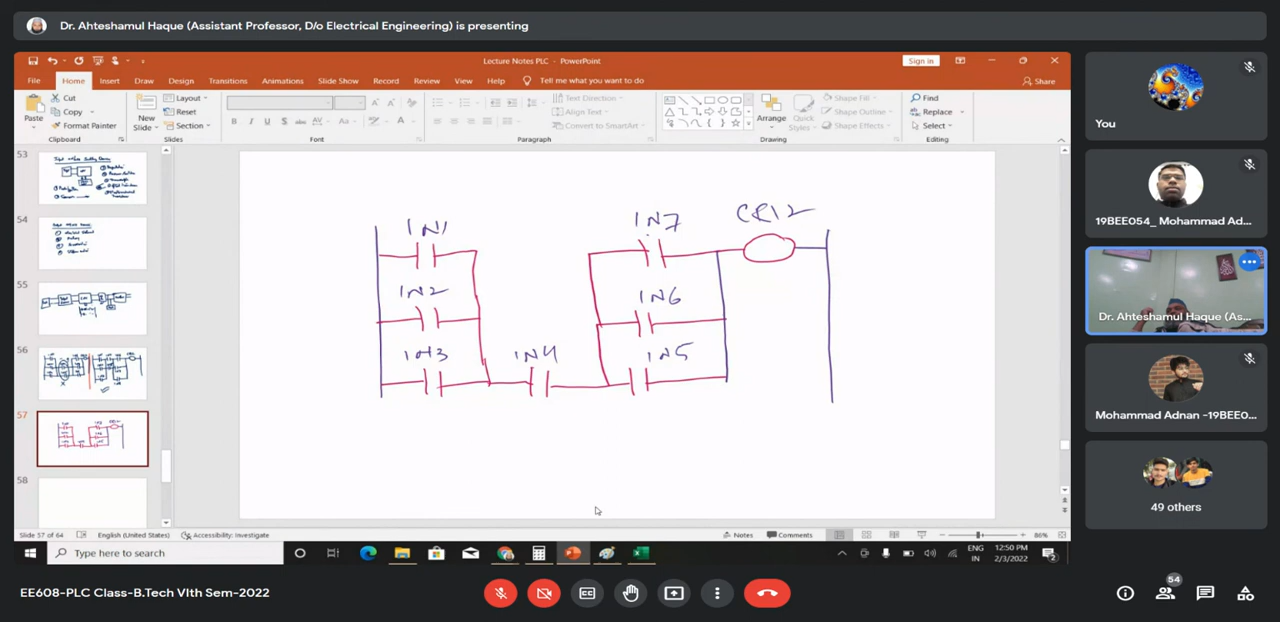 Dr. Ahteshamul Haque (Assistant Professor, D/o Electrical Engineering) is presenting
Lecture Notes PLC - PowerPoint
Sign in
File Home Insert Draw Design Transitions Animations Slide Show Record Review View Help Tell me what you want to do
Share
Paste
Cut
Copy
Format Painter
New Slide
Layout
Reset
Section
Text Direction
Align Text
Convert to SmartArt
Arrange
Quick Styles
Shape Fill
Shape Outline
Shape Effects
Find
Replace
Select
Clipboard
Slides
Font
Paragraph
Drawing
Editing
53
54
55
56
57
58
IN1
IN7
CR12
IN2
IN6
IN3
IN4
IN5
Slide 57 of 64
English (United States)
Accessibility: Investigate
Notes
Comments
86%
Type here to search
ENG
IN
12:50 PM
2/3/2022
2
You
19BEE054_ Mohammad Ad...
Dr. Ahteshamul Haque (As...
Mohammad Adnan -19BEE0...
49 others
EE608-PLC Class-B.Tech VIth Sem-2022
54